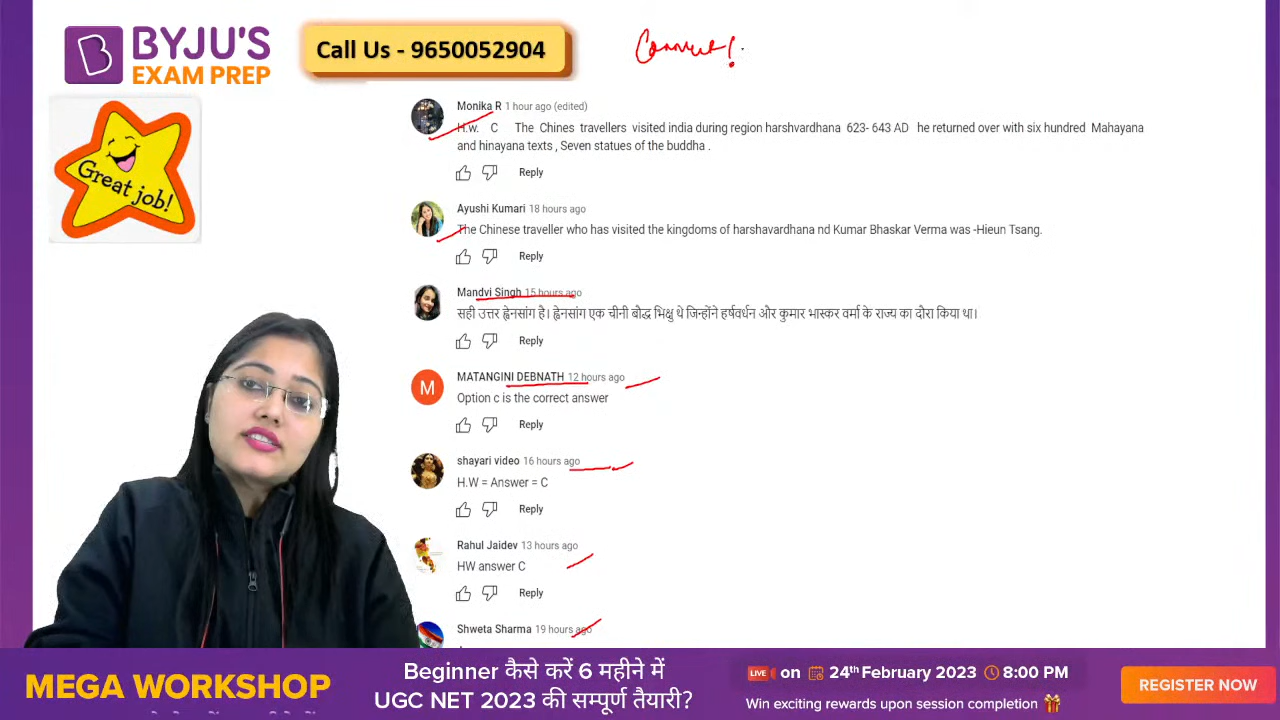 BYJU'S
EXAM PREP
Call Us - 9650052904
Great job!
Monika R 1 hour ago (edited)
H.w. C The Chines travellers visited india during region harshvardhana 623- 643 AD he returned over with six hundred Mahayana
and hinayana texts , Seven statues of the buddha .
Reply
Ayushi Kumari 18 hours ago
The Chinese traveller who has visited the kingdoms of harshavardhana nd Kumar Bhaskar Verma was -Hieun Tsang.
Reply
Mandvi Singh 15 hours ago
सही उत्तर ह्वेनसांग है। ह्वेनसांग एक चीनी बौद्ध भिक्षु थे जिन्होंने हर्षवर्धन और कुमार भास्कर वर्मा के राज्य का दौरा किया था।
Reply
M
MATANGINI DEBNATH 12 hours ago
Option c is the correct answer
Reply
shayari video 16 hours ago
H.W = Answer = C
Reply
Rahul Jaidev 13 hours ago
HW answer C
Reply
Shweta Sharma 19 hours ago
MEGA WORKSHOP
Beginner कैसे करें 6 महीने में
UGC NET 2023 की सम्पूर्ण तैयारी?
LIVE on 24th February 2023 8:00 PM
Win exciting rewards upon session completion
REGISTER NOW